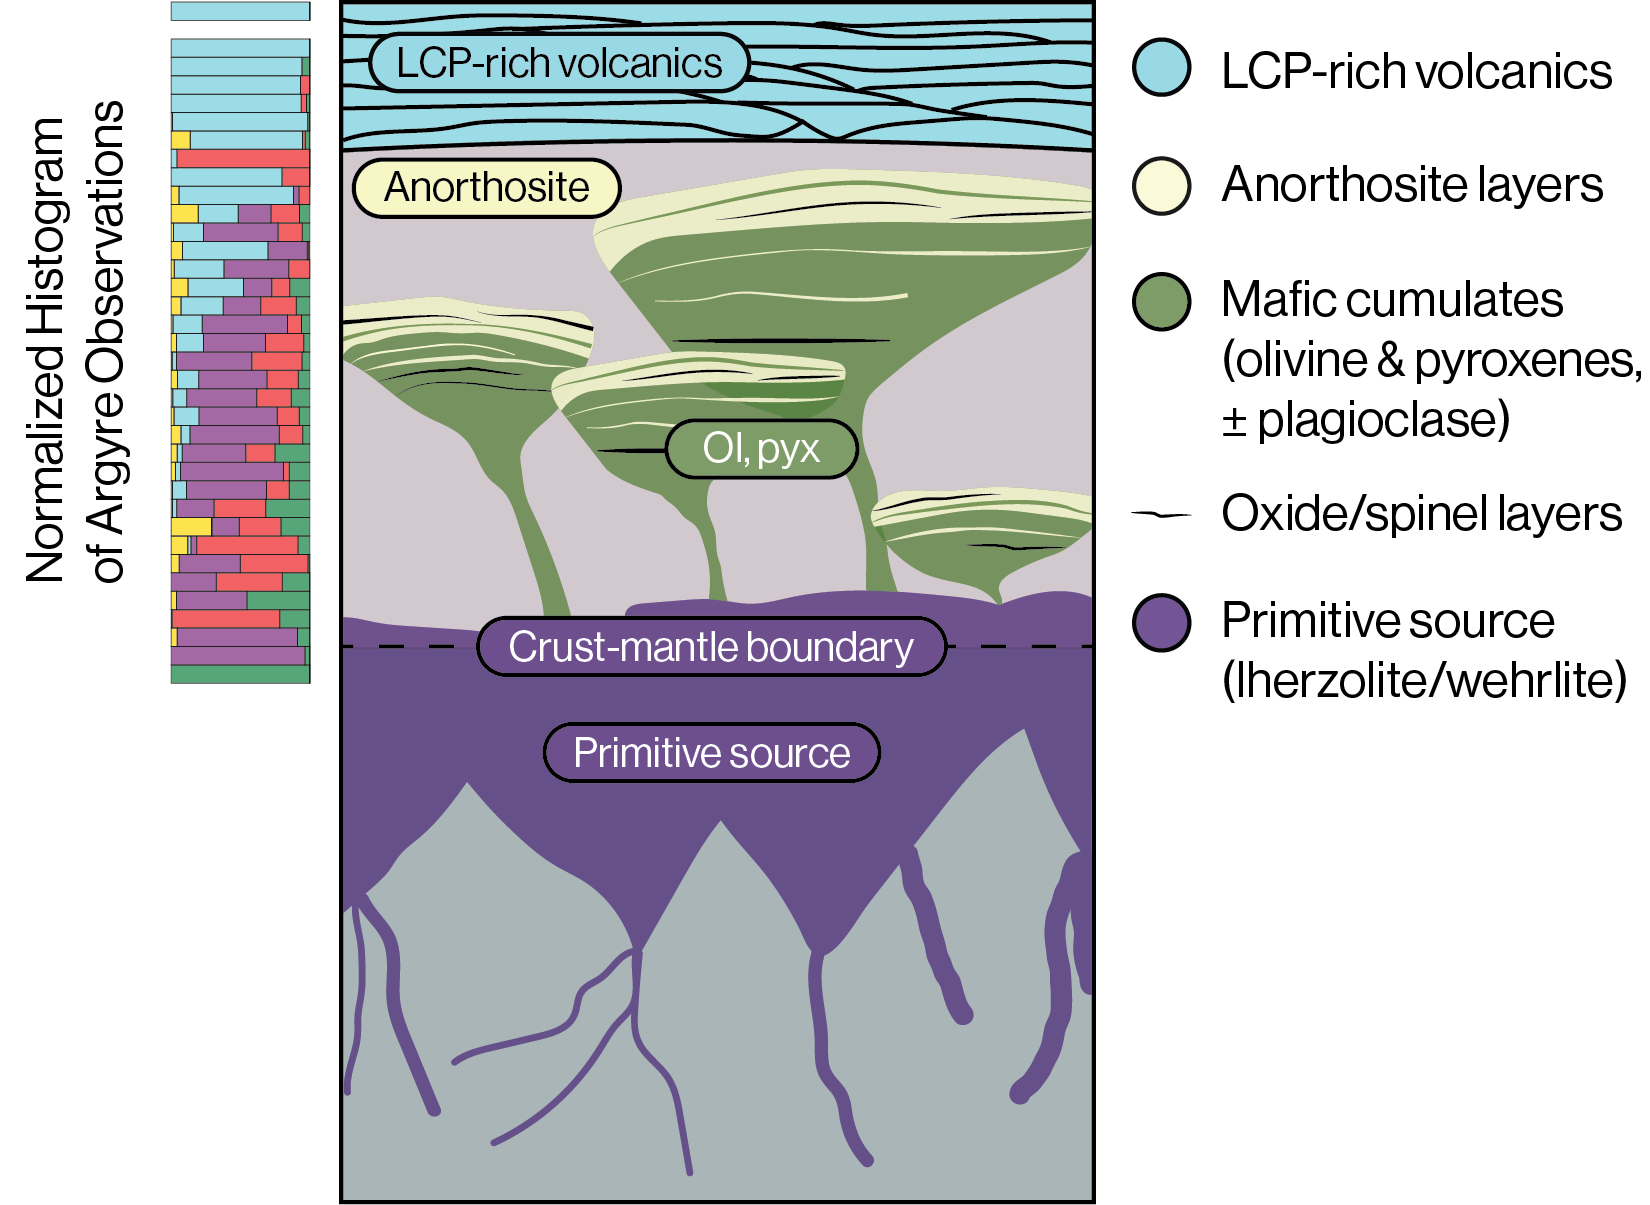 Normalized Histogram
of Argyre Observations
LCP-rich volcanics
Anorthosite
Ol, pyx
Crust-mantle boundary
Primitive source
LCP-rich volcanics
Anorthosite layers
Mafic cumulates
(olivine & pyroxenes,
± plagioclase)
Oxide/spinel layers
Primitive source
(lherzolite/wehrlite)